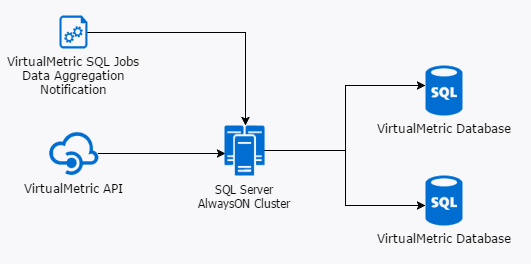 VirtualMetric SQL Jobs
Data Aggregation
Notification
SQL
VirtualMetric Database
VirtualMetric API
SQL Server
AlwaysON Cluster
SQL
VirtualMetric Database